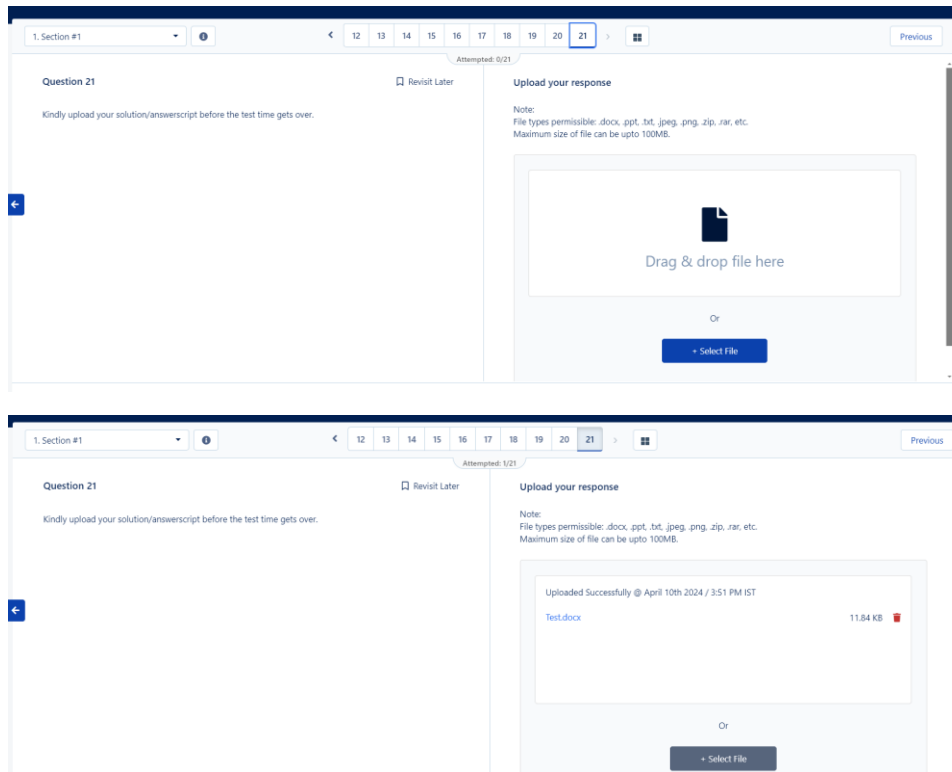 1. Section #1
12 13 14 15 16 17 18 19 20 21
Previous
Attempted: 0/21
Question 21
Revisit Later
Kindly upload your solution/answerscript before the test time gets over.
Upload your response
Note:
File types permissible: .docx, .ppt, .txt, .jpeg, .png, .zip, .rar, etc.
Maximum size of file can be upto 100MB.
Drag & drop file here
Or
+ Select File
1. Section #1
12 13 14 15 16 17 18 19 20 21
Previous
Attempted: 1/21
Question 21
Revisit Later
Kindly upload your solution/answerscript before the test time gets over.
Upload your response
Note:
File types permissible: .docx, .ppt, .txt, .jpeg, .png, .zip, .rar, etc.
Maximum size of file can be upto 100MB.
Uploaded Successfully @ April 10th 2024 / 3:51 PM IST
Test.docx 11.84 KB
Or
+ Select File